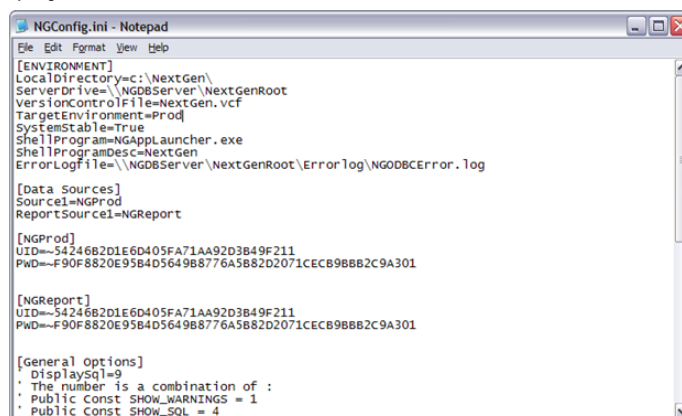 NGConfig.ini - Notepad
File Edit Format View Help
[ENVIRONMENT]
LocalDirectory=c:\NextGen\
ServerDrive=\\NGDBServer\NextGenRoot
VersionControlFile=NextGen.vcf
TargetEnvironment=Prod
SystemStable=True
ShellProgram=NGAppLauncher.exe
ShellProgramDesc=NextGen
ErrorLogfile=\\NGDBServer\NextGenRoot\Errorlog\NGODBCError.log
[Data Sources]
Source1=NGProd
ReportSource1=NGReport
[NGProd]
UID=~54246B2D1E6D405FA71AA92D3B49F211
PWD=~F90F8820E95B4D5649B8776A5B82D2071CECB9BBB2C9A301
[NGReport]
UID=~54246B2D1E6D405FA71AA92D3B49F211
PWD=~F90F8820E95B4D5649B8776A5B82D2071CECB9BBB2C9A301
[General Options]
' DisplaySql=9
' The number is a combination of :
' Public Const SHOW_WARNINGS = 1
' Public Const SHOW_SQL = 4